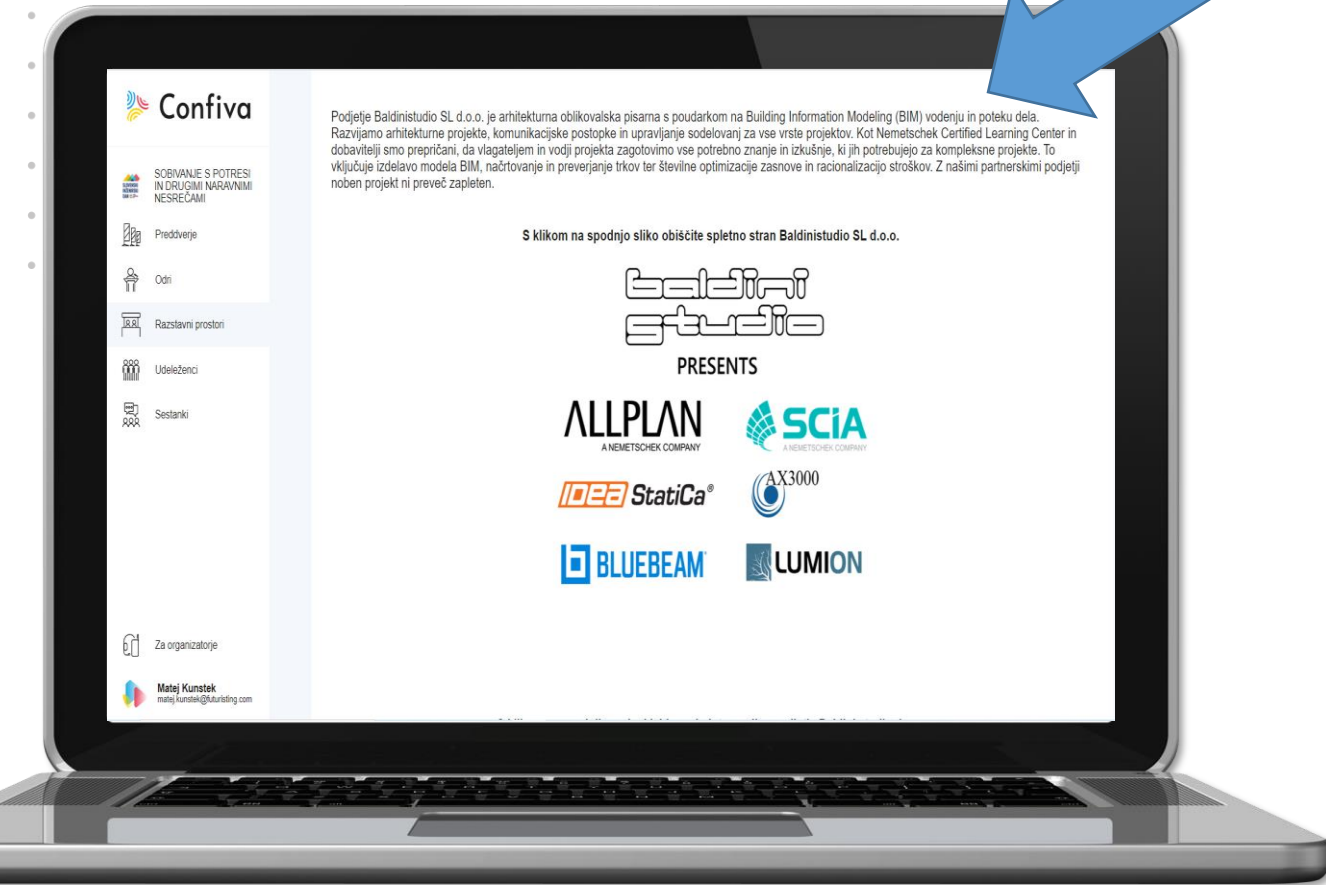 Confiva
SOBIVANJE S POTRESI
IN DRUGIMI NARAVNIMI
NESREČAMI
Preddverje
Odri
Razstavni prostori
Udeleženci
Sestanki
Za organizatorje
Matej Kunstek
matej.kunstek@futuristing.com
Podjetje Baldinistudio SL d.o.o. je arhitekturna oblikovalska pisarna s poudarkom na Building Information Modeling (BIM) vodenju in poteku dela.
Razvijamo arhitekturne projekte, komunikacijske postopke in upravljanje sodelovanj za vse vrste projektov. Kot Nemetschek Certified Learning Center in
dobavitelji smo prepričani, da vlagateljem in vodji projekta zagotovimo vse potrebno znanje in izkušnje, ki jih potrebujejo za kompleksne projekte. To
vključuje izdelavo modela BIM, načrtovanje in preverjanje trkov ter številne optimizacije zasnove in racionalizacijo stroškov. Z našimi partnerskimi podjetji
noben projekt ni preveč zapleten.
S klikom na spodnjo sliko obiščite spletno stran Baldinistudio SL d.o.o.
baldini
studio
PRESENTS
ALLPLAN
A NEMETSCHEK COMPANY
SCiA
A NEMETSCHEK COMPANY
IDEA StatiCa®
AX3000
BLUEBEAM
LUMION